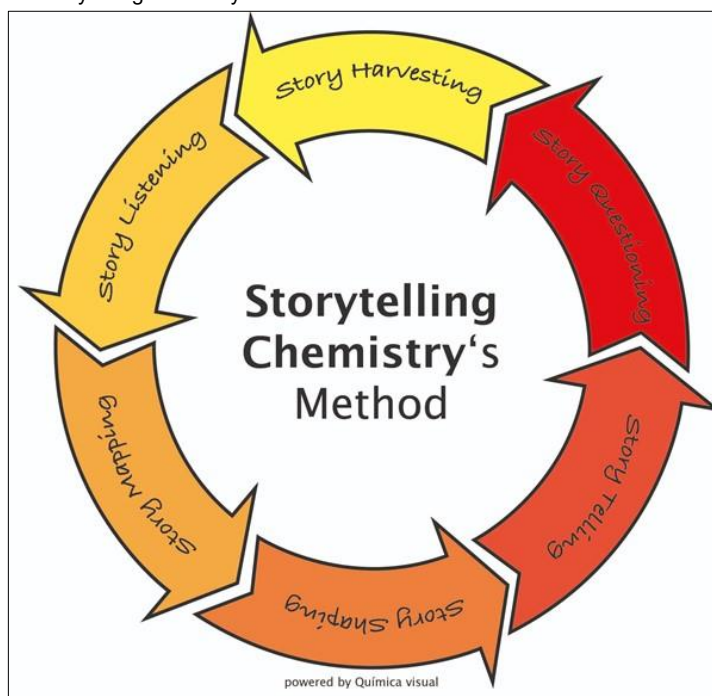 Story Harvesting
Story Listening
Story Questioning
Storytelling
Chemistry‘s
Method
Story Mapping
Story Telling
Story Shaping
powered by Química visual